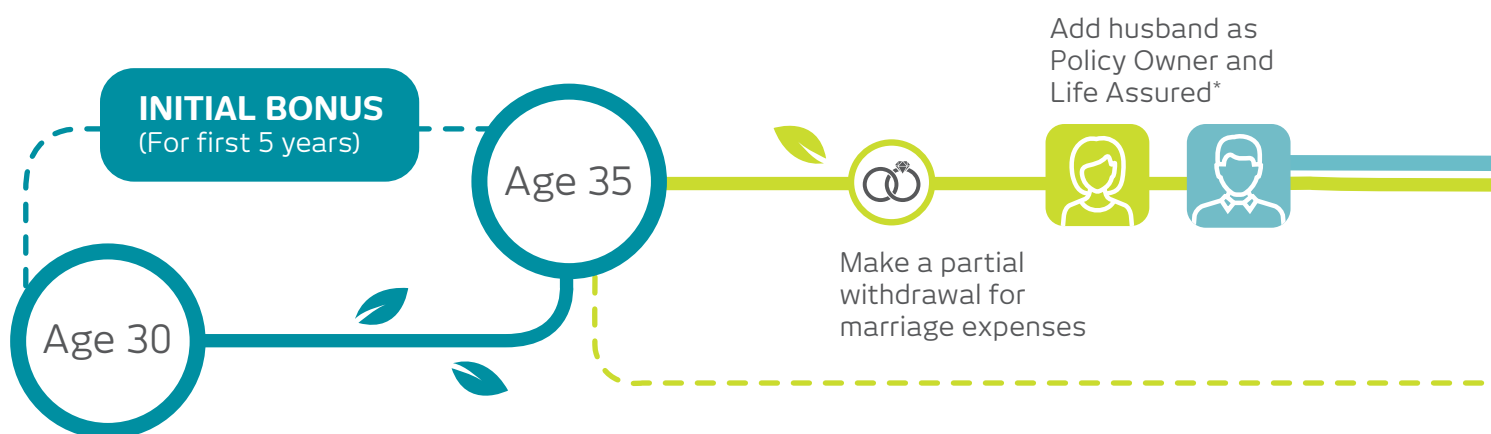 INITIAL BONUS
(For first 5 years)
Age 30
Age 35
Make a partial
withdrawal for
marriage expenses
Add husband as
Policy Owner and
Life Assured*